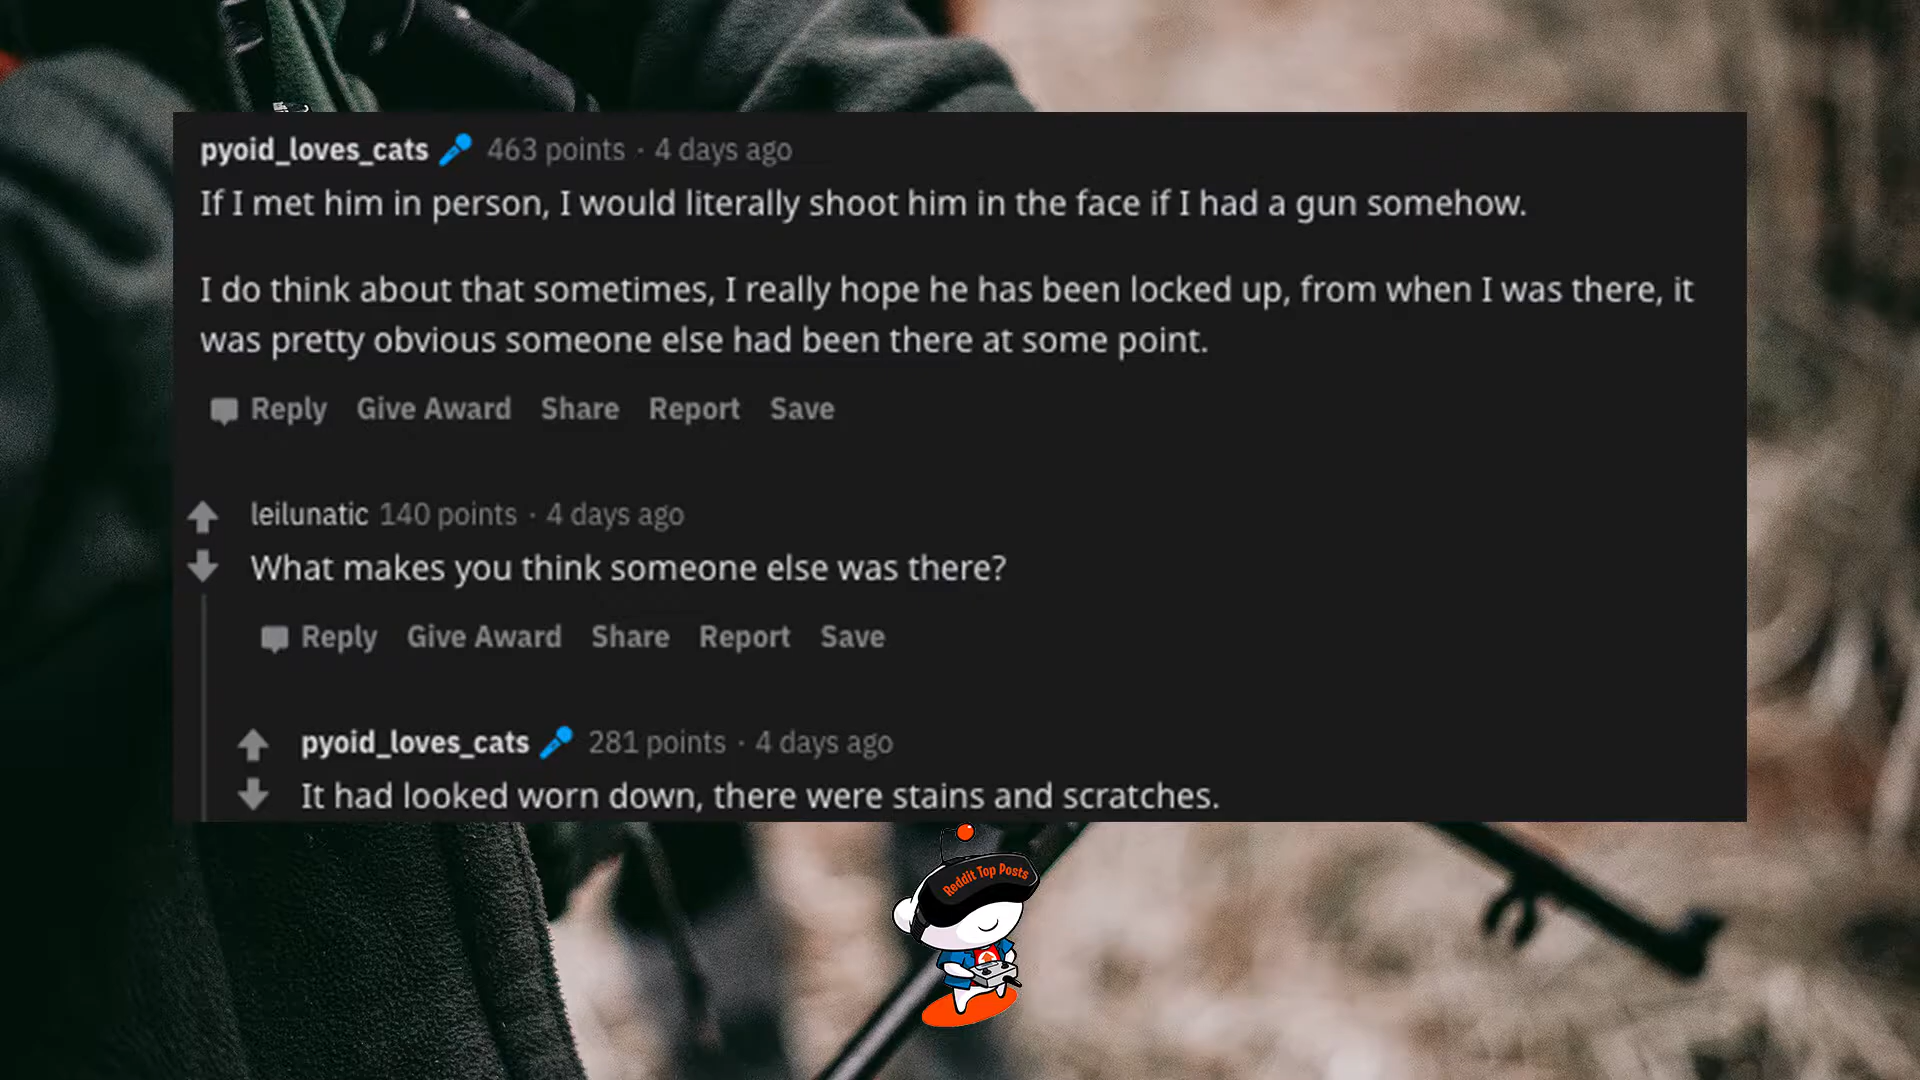 pyoid_loves_cats 463 points · 4 days ago
If I met him in person, I would literally shoot him in the face if I had a gun somehow.
I do think about that sometimes, I really hope he has been locked up, from when I was there, it
was pretty obvious someone else had been there at some point.
Reply Give Award Share Report Save
leilunatic 140 points · 4 days ago
What makes you think someone else was there?
Reply Give Award Share Report Save
pyoid_loves_cats 281 points · 4 days ago
It had looked worn down, there were stains and scratches.
Reddit Top Posts